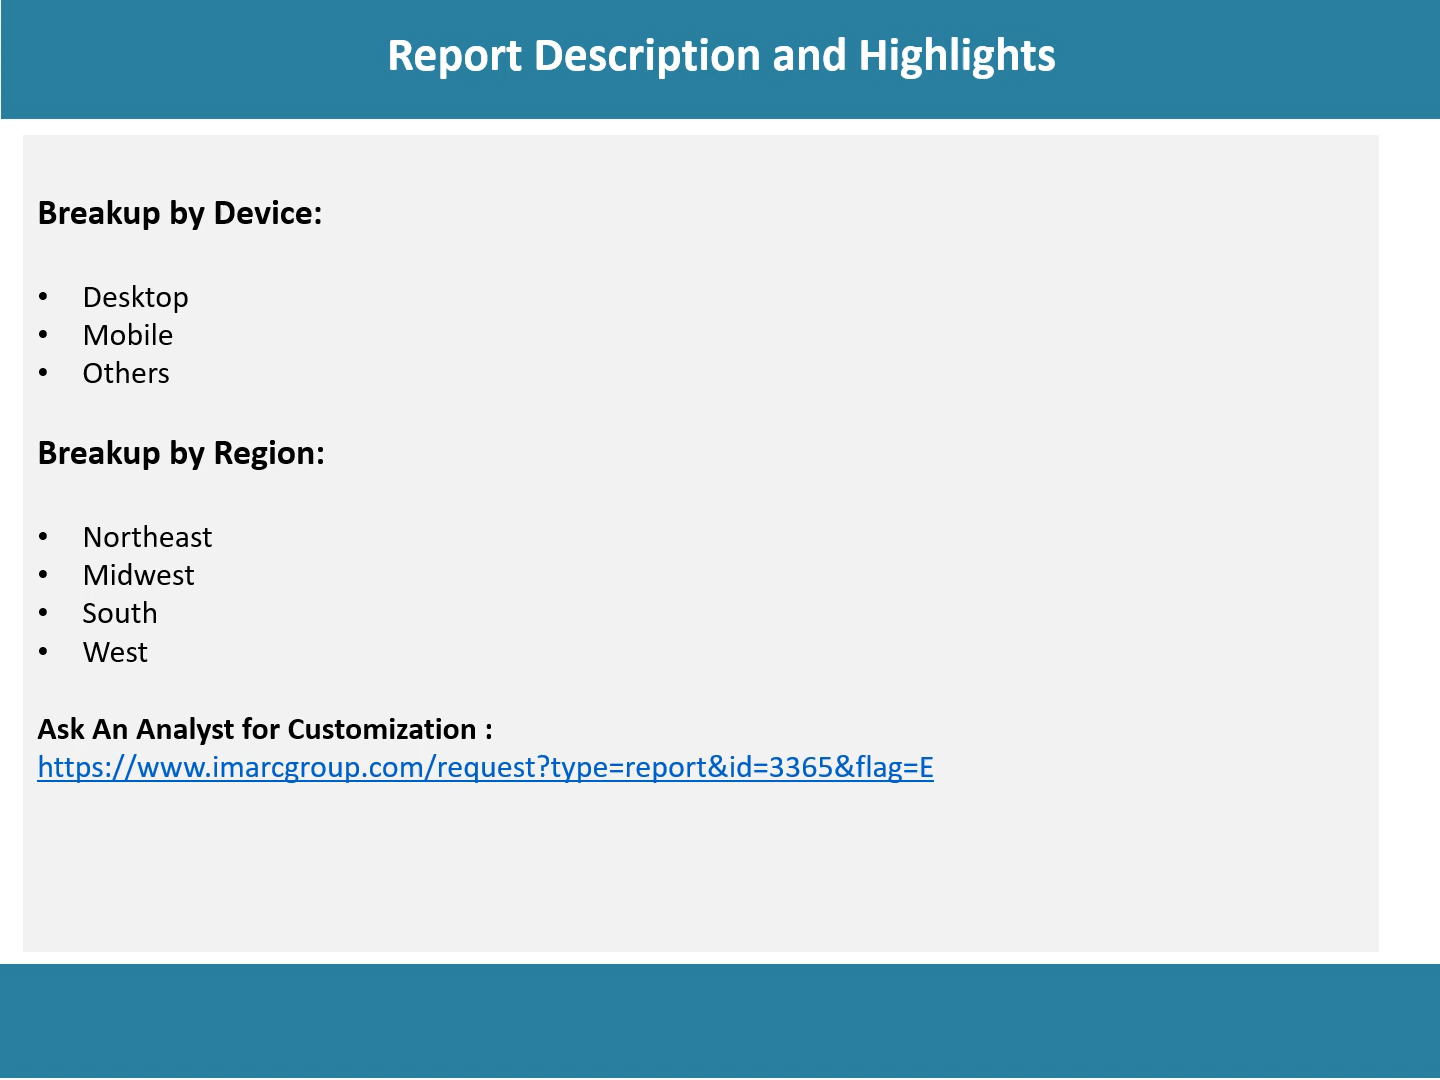 Report Description and Highlights
Breakup by Device:
• Desktop
• Mobile
• Others
Breakup by Region:
• Northeast
• Midwest
• South
• West
Ask An Analyst for Customization :
https://www.imarcgroup.com/request?type=report&id=3365&flag=E